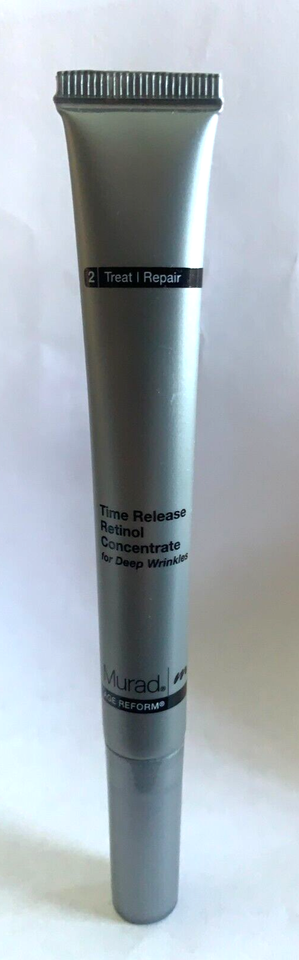 2 Treat | Repair
Time Release
Retinol
Concentrate
for Deep Wrinkles
Murad®
AGE REFORM®